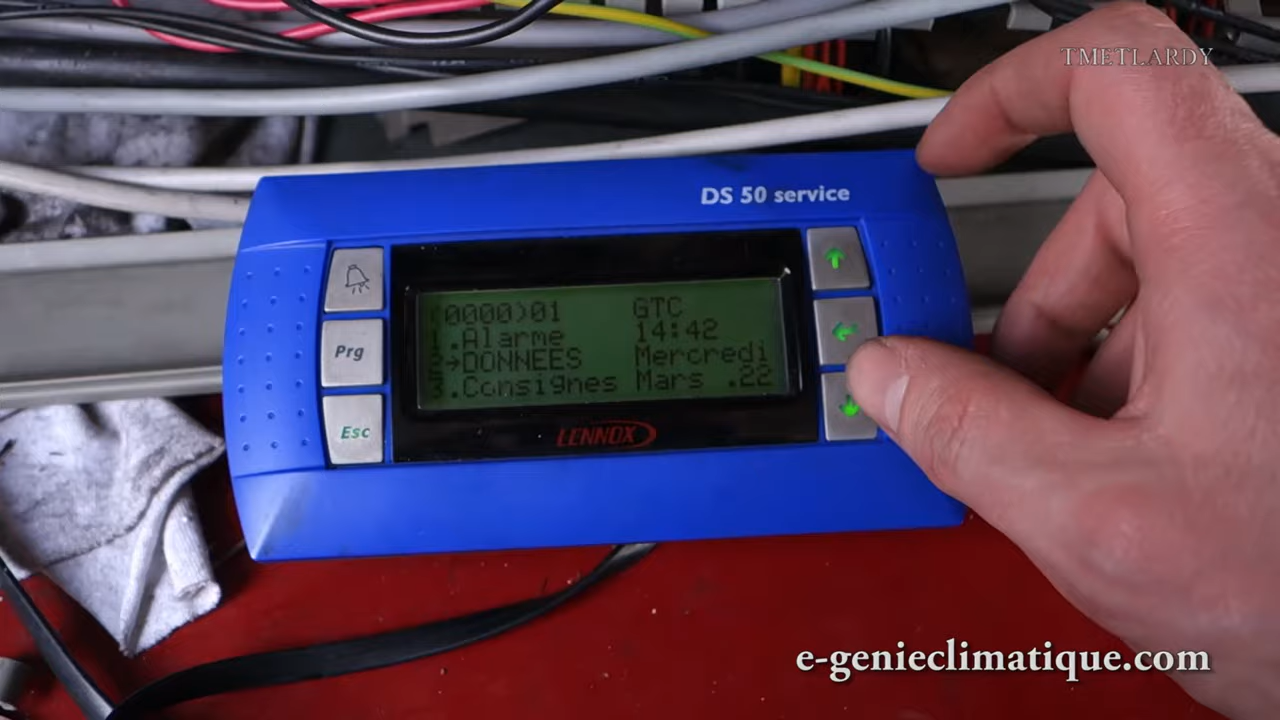 TMETLARDY
DS 50 service
Prg
Esc
(0000)01 GTC
1.Alarme 14:42
→DONNEES Mercredi
3.Consignes Mars .22
LENNOX
e-genieclimatique.com